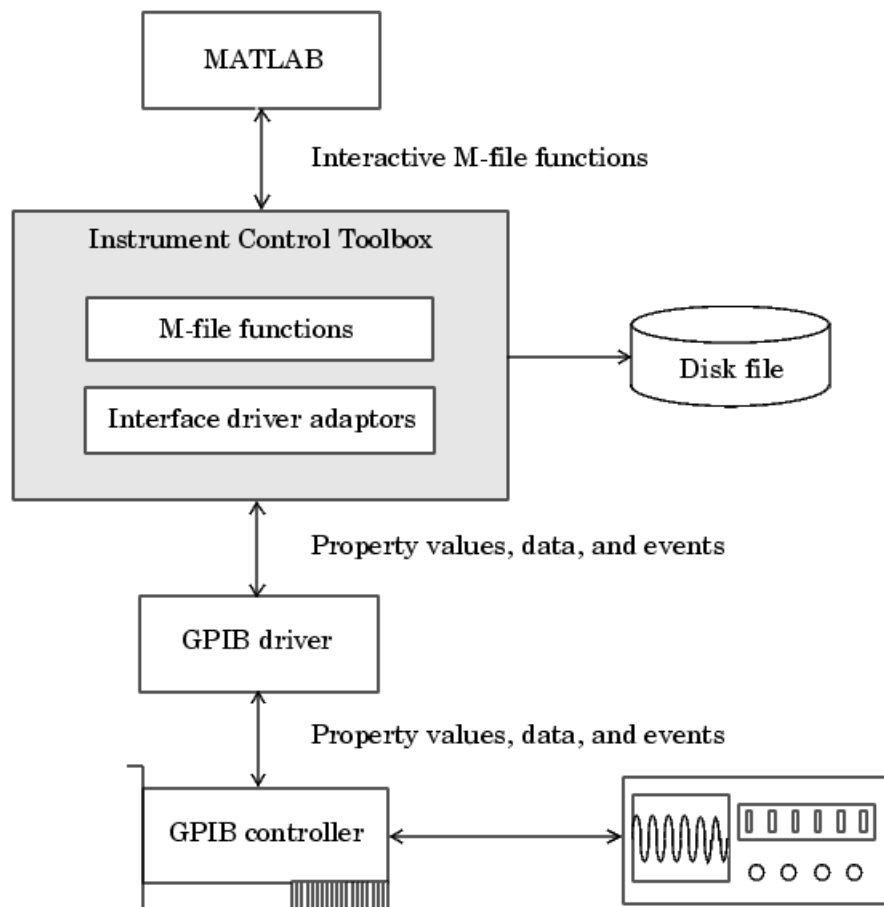 MATLAB
Interactive M-file functions
Instrument Control Toolbox
M-file functions
Interface driver adaptors
Disk file
Property values, data, and events
GPIB driver
Property values, data, and events
GPIB controller